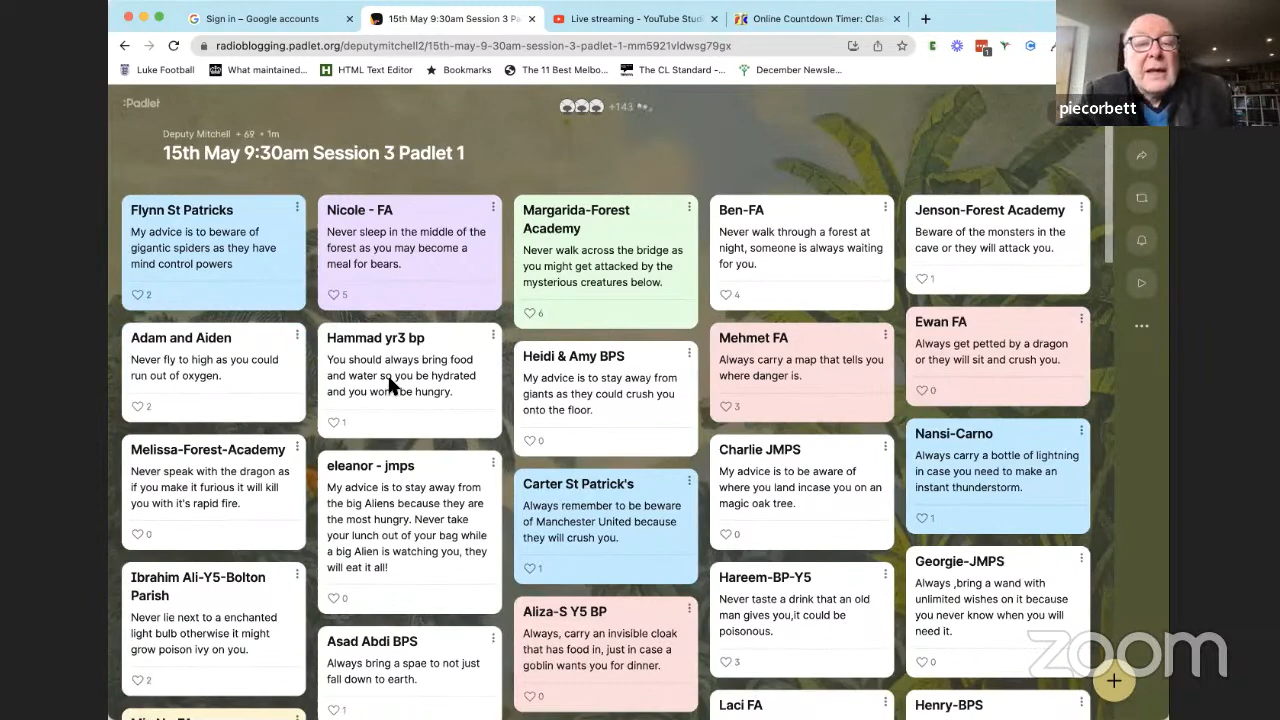 Sign in – Google accounts
15th May 9:30am Session 3 Pa
Live streaming - YouTube Stud
Online Countdown Timer: Clas
radioblogging.padlet.org/deputymitchell2/15th-may-9-30am-session-3-padlet-1-mm5921vldwsg79gx
Luke Football
What maintained...
HTML Text Editor
Bookmarks
The 11 Best Melbo...
The CL Standard -...
December Newsle...
piecorbett
:Padlet
+143
Deputy Mitchell + 69 • 1m
15th May 9:30am Session 3 Padlet 1
Flynn St Patricks
My advice is to beware of
gigantic spiders as they have
mind control powers
2
Adam and Aiden
Never fly to high as you could
run out of oxygen.
2
Melissa-Forest-Academy
Never speak with the dragon as
if you make it furious it will kill
you with it's rapid fire.
0
Ibrahim Ali-Y5-Bolton
Parish
Never lie next to a enchanted
light bulb otherwise it might
grow poison ivy on you.
2
Nicole - FA
Never sleep in the middle of the
forest as you may become a
meal for bears.
5
Hammad yr3 bp
You should always bring food
and water so you be hydrated
and you won't be hungry.
1
eleanor - jmps
My advice is to stay away from
the big Aliens because they are
the most hungry. Never take
your lunch out of your bag while
a big Alien is watching you, they
will eat it all!
0
Asad Abdi BPS
Always bring a spae to not just
fall down to earth.
1
Margarida-Forest
Academy
Never walk across the bridge as
you might get attacked by the
mysterious creatures below.
6
Heidi & Amy BPS
My advice is to stay away from
giants as they could crush you
onto the floor.
0
Carter St Patrick's
Always remember to be beware
of Manchester United because
they will crush you.
1
Aliza-S Y5 BP
Always, carry an invisible cloak
that has food in, just in case a
goblin wants you for dinner.
0
Ben-FA
Never walk through a forest at
night, someone is always waiting
for you.
4
Mehmet FA
Always carry a map that tells you
where danger is.
3
Charlie JMPS
My advice is to be aware of
where you land incase you on an
magic oak tree.
0
Hareem-BP-Y5
Never taste a drink that an old
man gives you,it could be
poisonous.
3
Laci FA
Jenson-Forest Academy
Beware of the monsters in the
cave or they will attack you.
1
Ewan FA
Always get petted by a dragon
or they will sit and crush you.
0
Nansi-Carno
Always carry a bottle of lightning
in case you need to make an
instant thunderstorm.
1
Georgie-JMPS
Always ,bring a wand with
unlimited wishes on it because
you never know when you will
need it.
0
Henry-BPS
zoom